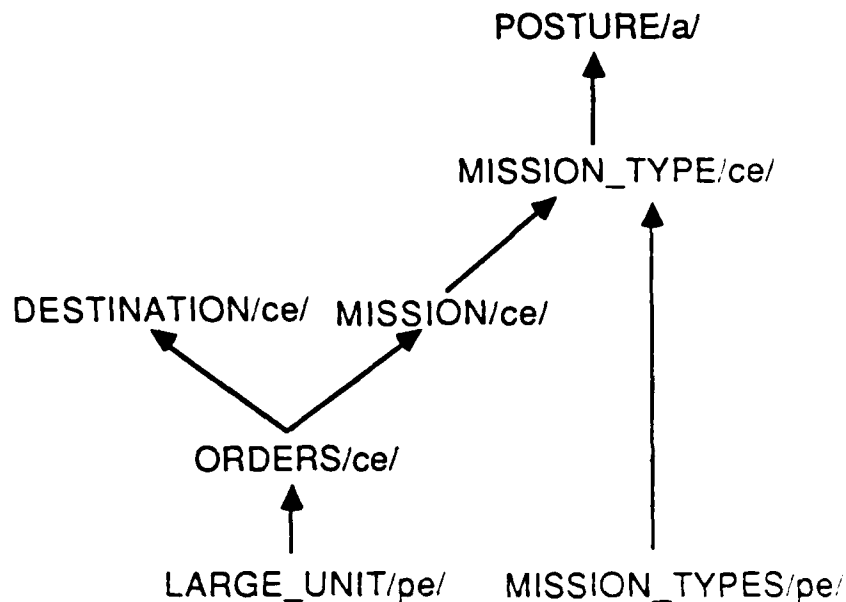 POSTURE/a/
MISSION_TYPE/ce/
DESTINATION/ce/ MISSION/ce/
ORDERS/ce/
LARGE_UNIT/pe/ MISSION_TYPES/pe/